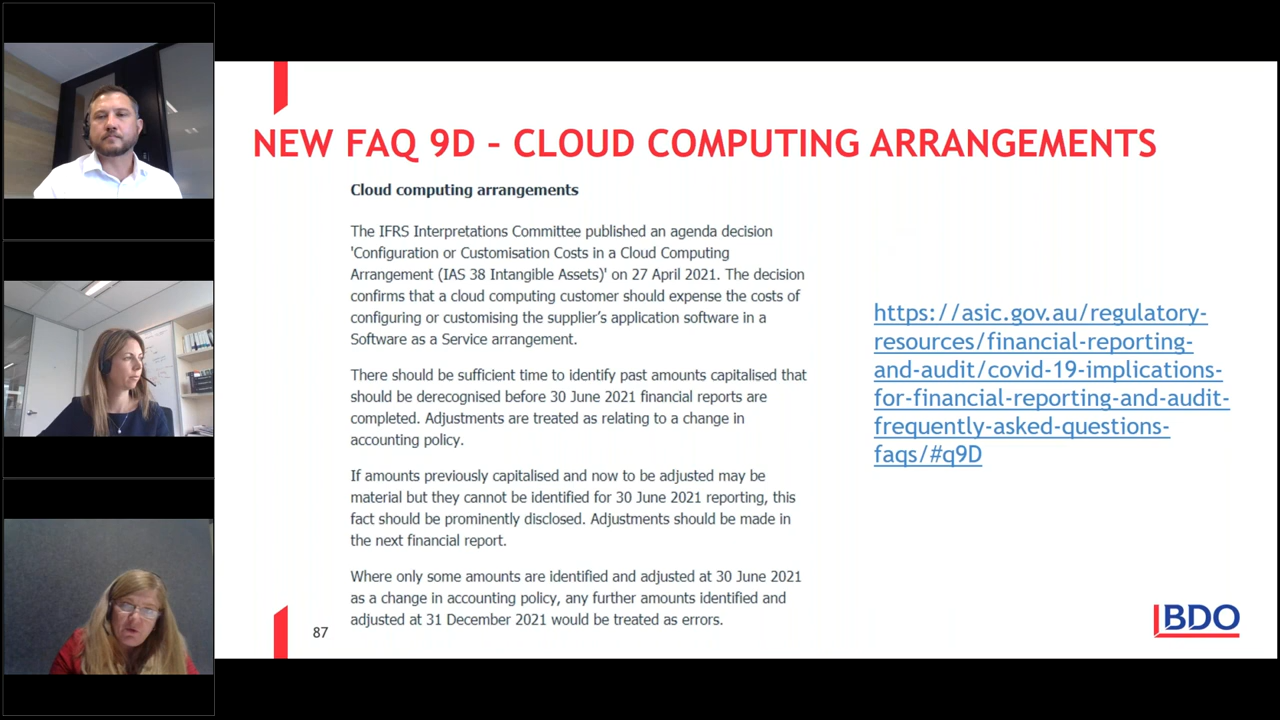 NEW FAQ 9D – CLOUD COMPUTING ARRANGEMENTS
Cloud computing arrangements
The IFRS Interpretations Committee published an agenda decision
'Configuration or Customisation Costs in a Cloud Computing
Arrangement (IAS 38 Intangible Assets)' on 27 April 2021. The decision
confirms that a cloud computing customer should expense the costs of
configuring or customising the supplier's application software in a
Software as a Service arrangement.
There should be sufficient time to identify past amounts capitalised that
should be derecognised before 30 June 2021 financial reports are
completed. Adjustments are treated as relating to a change in
accounting policy.
If amounts previously capitalised and now to be adjusted may be
material but they cannot be identified for 30 June 2021 reporting, this
fact should be prominently disclosed. Adjustments should be made in
the next financial report.
Where only some amounts are identified and adjusted at 30 June 2021
as a change in accounting policy, any further amounts identified and
adjusted at 31 December 2021 would be treated as errors.
https://asic.gov.au/regulatory-
resources/financial-reporting-
and-audit/covid-19-implications-
for-financial-reporting-and-audit-
frequently-asked-questions-
faqs/#q9D
87
BDO